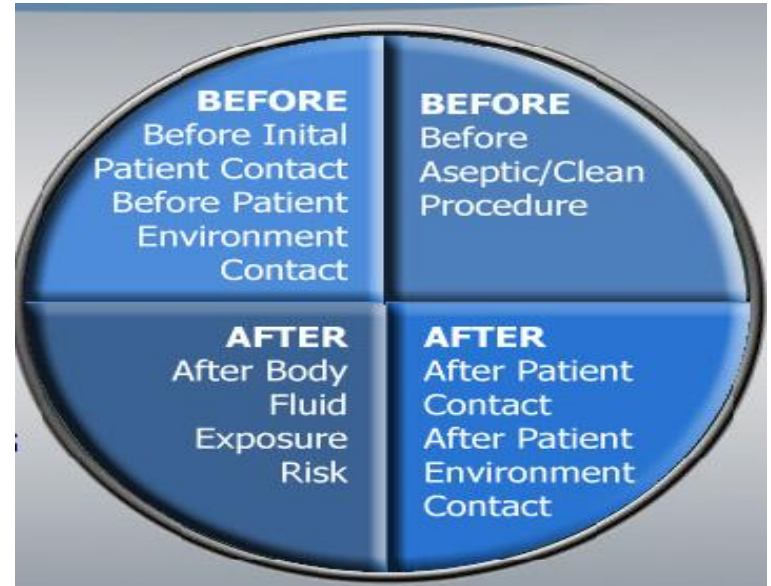 BEFORE
Before Inital
Patient Contact
Before Patient
Environment
Contact
BEFORE
Before
Aseptic/Clean
Procedure
AFTER
After Body
Fluid
Exposure
Risk
AFTER
After Patient
Contact
After Patient
Environment
Contact